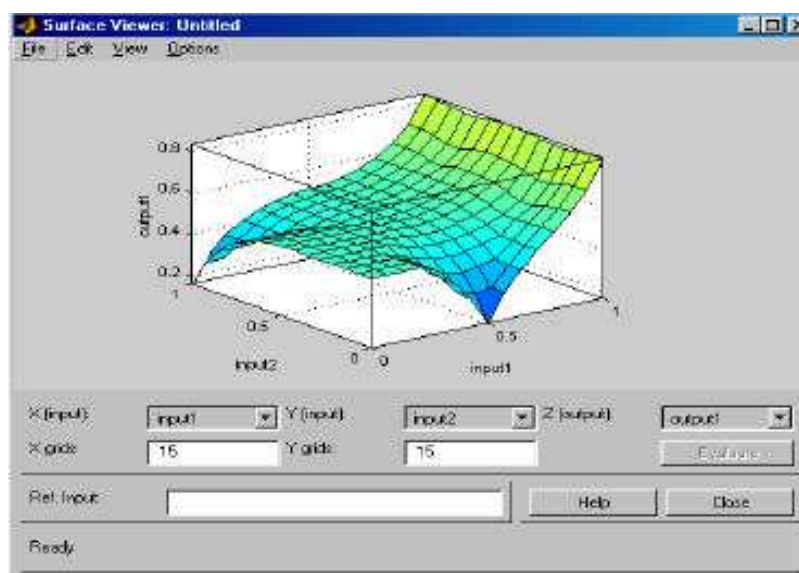 Surface Viewer: Untitled
File Edit View Options
0.8
0.6
0.4
0.2
output1
1
0.5
0
input2
0
0.5
1
input1
X (input): input1 Y (input): input2 Z (output): output1
X grids: 15 Y grids: 15 Evaluate
Ref. Input:
Help Close
Ready